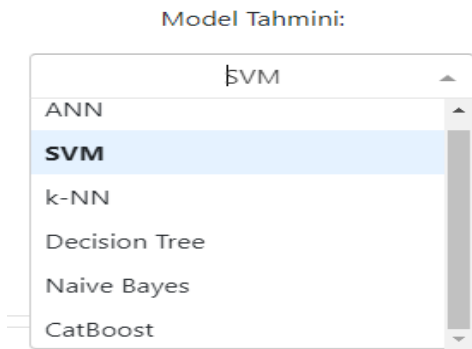 Model Tahmini:
SVM
ANN
SVM
k-NN
Decision Tree
Naive Bayes
CatBoost